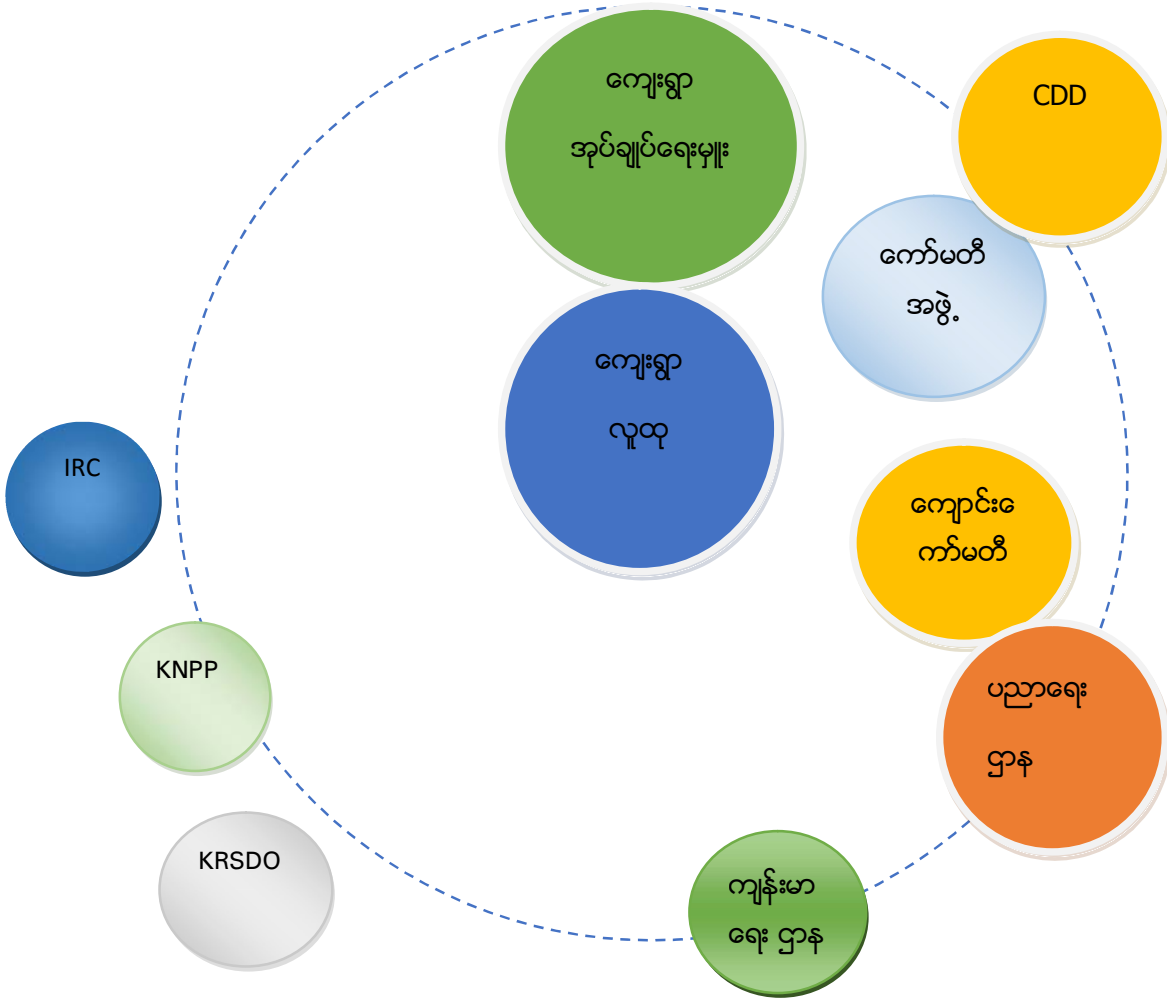 ကျေးရွာ
အုပ်ချုပ်ရေးမှူး
CDD
ကော်မတီ
အဖွဲ့
ကျေးရွာ
လူထု
IRC
ကျောင်းေ
ကာ်မတီ
KNPP
ပညာရေး
ဌာန
KRSDO
ကျန်းမာ
ရေး ဌာန